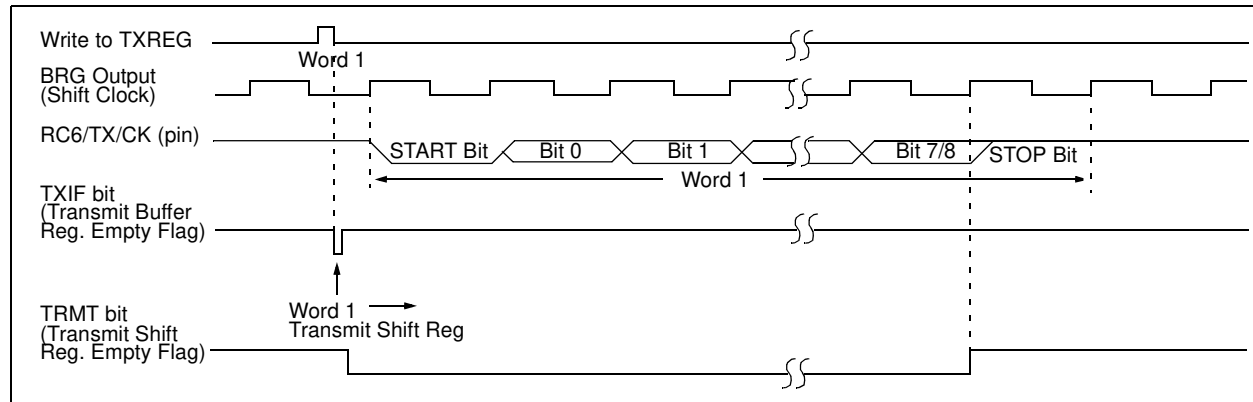 Write to TXREG
Word 1
BRG Output
(Shift Clock)
RC6/TX/CK (pin)
START Bit
Bit 0
Bit 1
Bit 7/8
STOP Bit
Word 1
TXIF bit
(Transmit Buffer
Reg. Empty Flag)
Word 1
Transmit Shift Reg
TRMT bit
(Transmit Shift
Reg. Empty Flag)